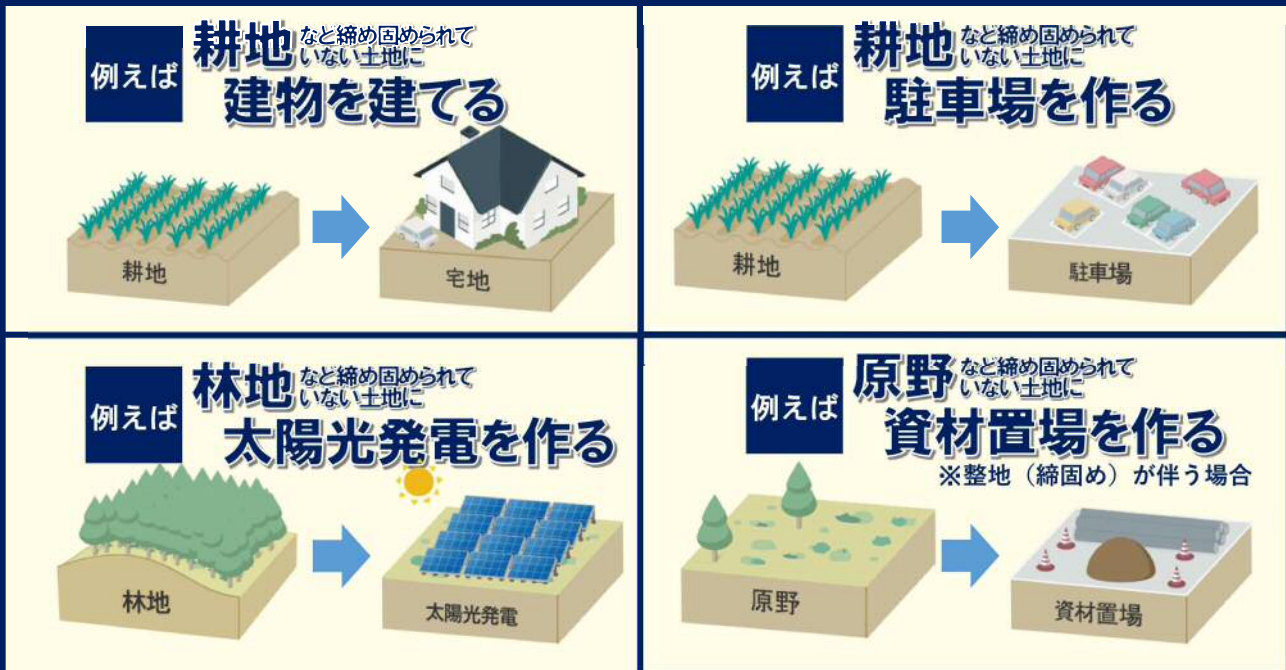 例えば
耕地 など締め固められて
いない土地に
建物を建てる
耕地
宅地
例えば
耕地 など締め固められて
いない土地に
駐車場を作る
耕地
駐車場
例えば
林地 など締め固められて
いない土地に
太陽光発電を作る
林地
太陽光発電
例えば
原野 など締め固められて
いない土地に
資材置場を作る
※整地（締固め）が伴う場合
原野
資材置場